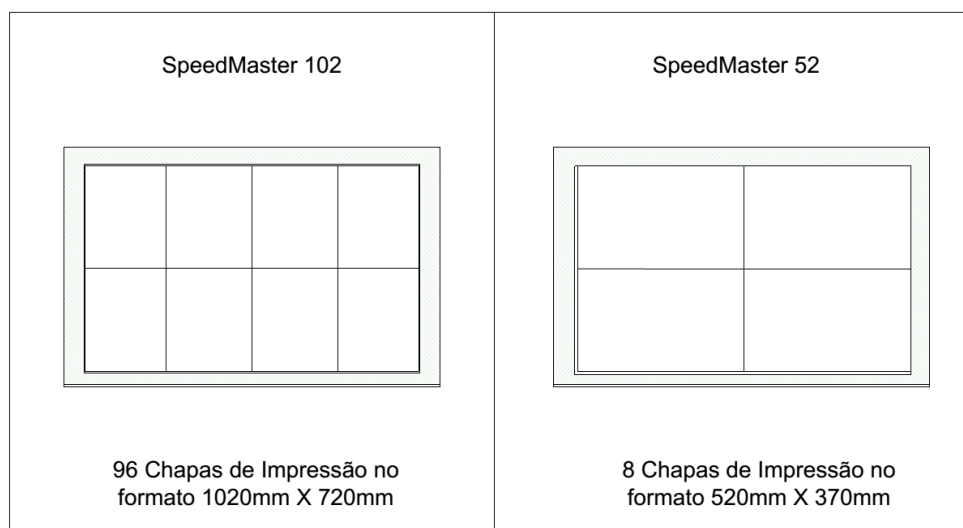 SpeedMaster 102
96 Chapas de Impressão no
formato 1020mm X 720mm
SpeedMaster 52
8 Chapas de Impressão no
formato 520mm X 370mm